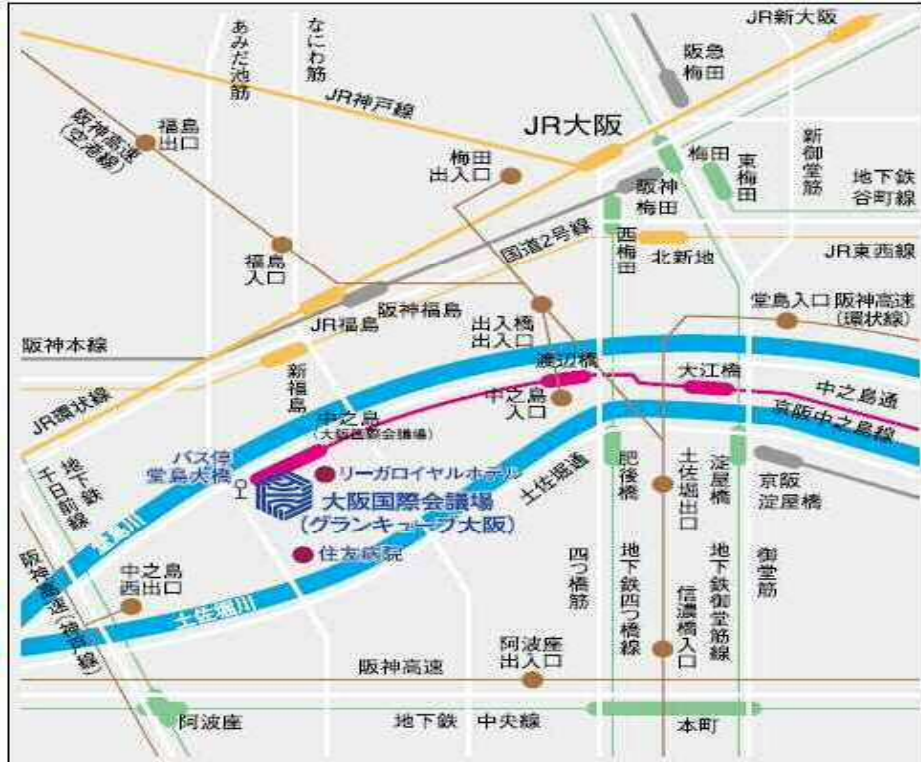 JR新大阪
あみだ池筋
なにわ筋
阪急
梅田
JR神戸線
JR大阪
新御堂筋
阪神高速
(空港線)
福島
出口
梅田
出入口
梅田
東梅田
地下鉄
谷町線
阪神
梅田
国道2号線
西梅田
北新地
JR東西線
福島
入口
阪神福島
JR福島
出入橋
出入口
堂島入口
阪神高速
(環状線)
阪神本線
新福島
渡辺橋
大江橋
中之島通
JR環状線
中之島
(大阪国際会議場)
中之島
入口
京阪中之島線
バス停
堂島大橋
リーガロイヤルホテル
土佐堀通
地下鉄
千日前線
大阪国際会議場
(グランキューブ大阪)
肥後橋
土佐堀出口
淀屋橋
京阪
淀屋橋
堂島川
住友病院
中之島
西出口
土佐堀川
阪神高速(神戸線)
四つ橋筋
地下鉄四つ橋線
信濃橋入口
地下鉄御堂筋線
御堂筋
阪神高速
阿波座
出入口
阿波座
地下鉄 中央線
本町